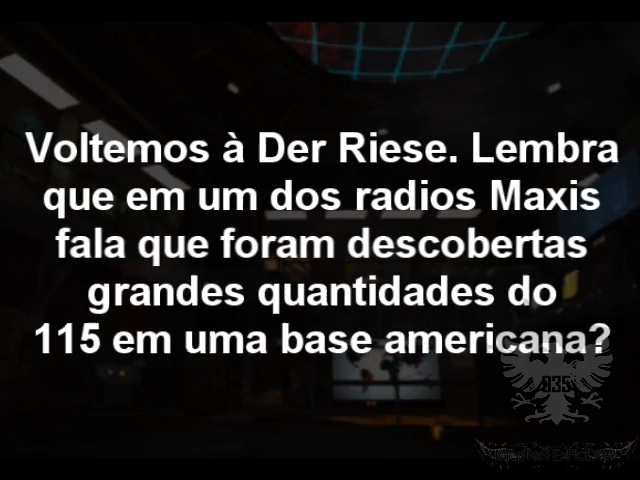 Voltemos à Der Riese. Lembra
que em um dos radios Maxis
fala que foram descobertas
grandes quantidades do
115 em uma base americana?
935